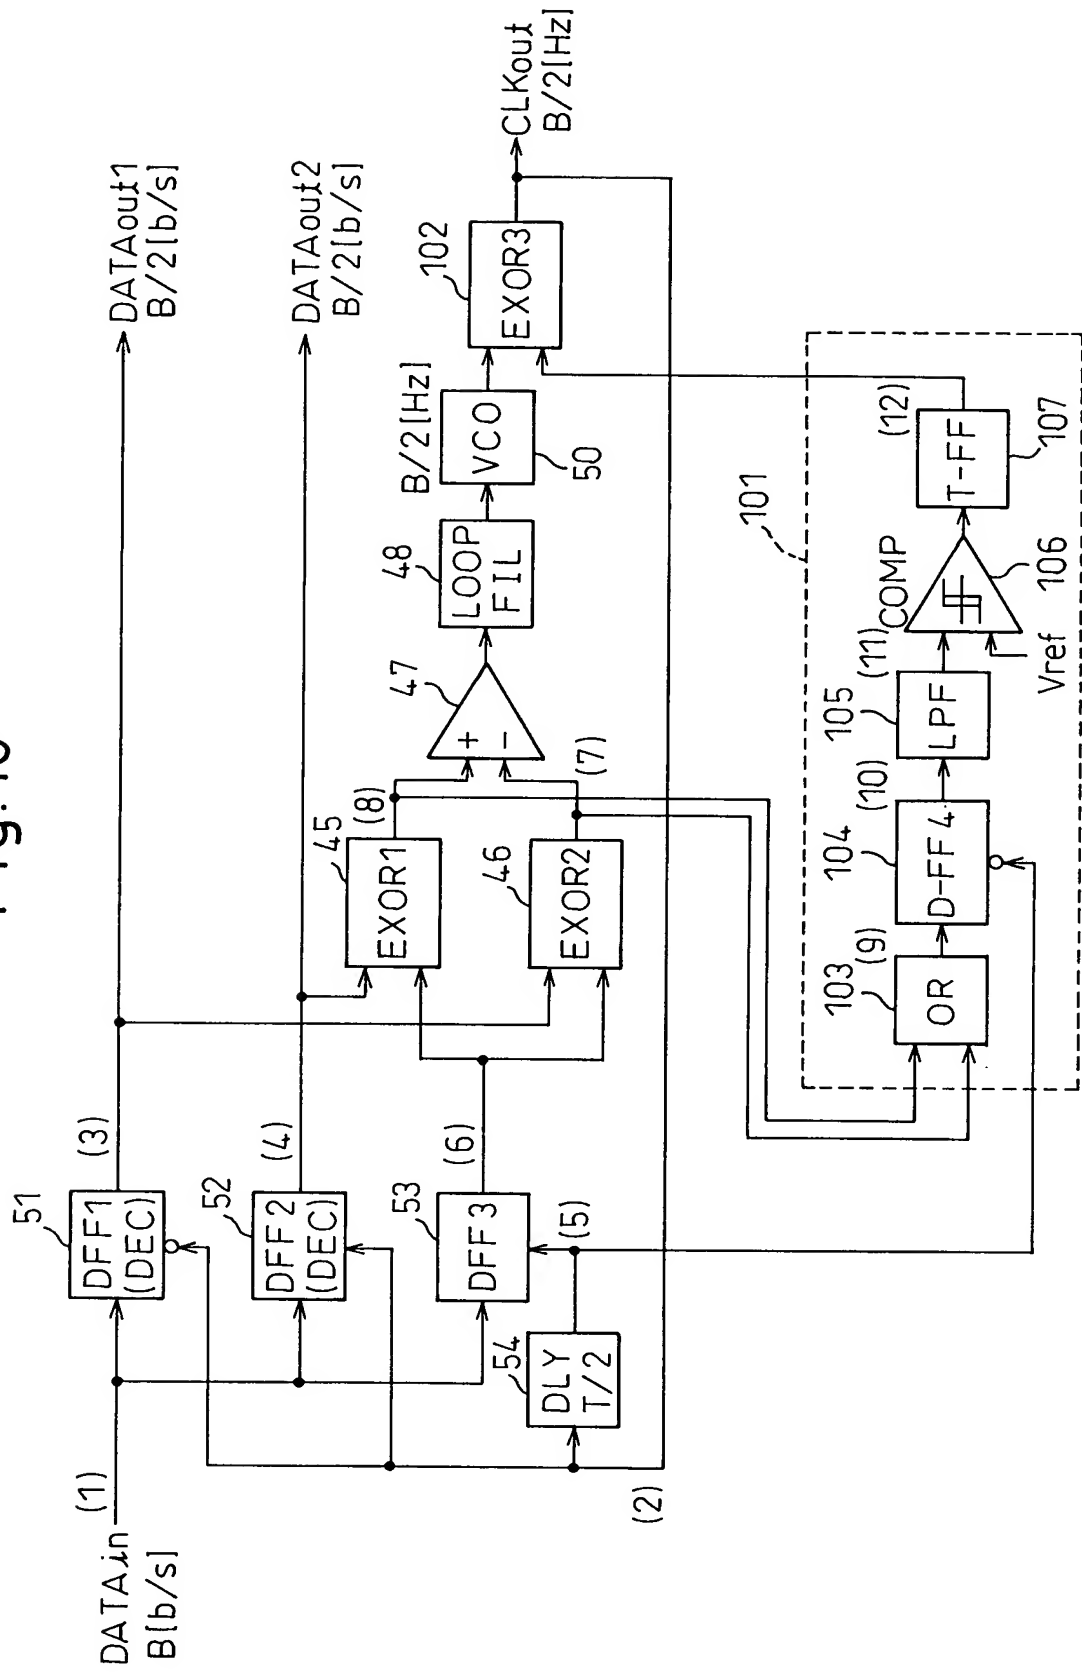 DATAin
B[b/s]
(1)
51
DFF1
(DEC)
(3)
DATAout1
B/2[b/s]
52
DFF2
(DEC)
(4)
DATAout2
B/2[b/s]
53
DFF3
(6)
54
DLY
T/2
(5)
(2)
45
EXOR1
(8)
46
EXOR2
(7)
47
+
-
48
LOOP
FIL
B/2[Hz]
VCO
50
102
EXOR3
CLKout
B/2[Hz]
101
103
OR
(9)
104
D-FF4
(10)
105
LPF
(11)
COMP
Vref
106
T-FF
(12)
107